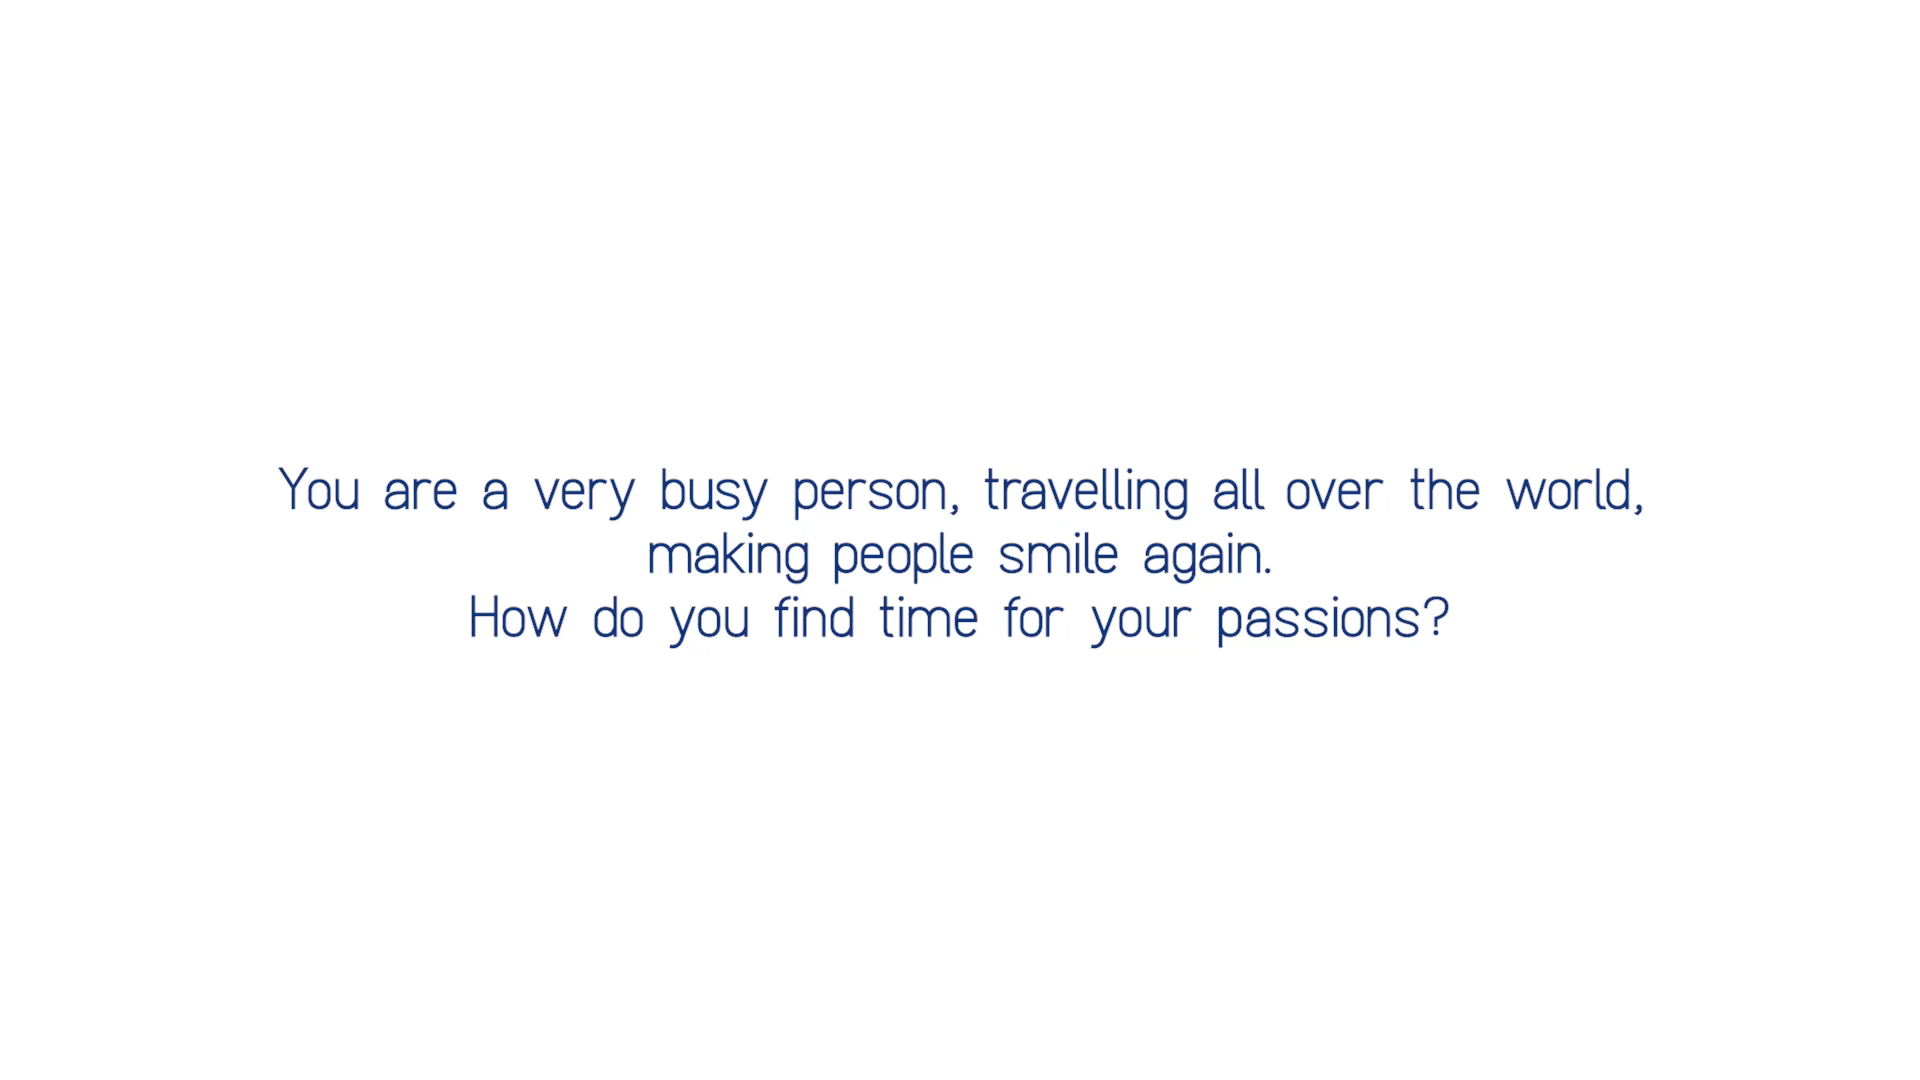 You are a very busy person, travelling all over the world,
making people smile again.
How do you find time for your passions?